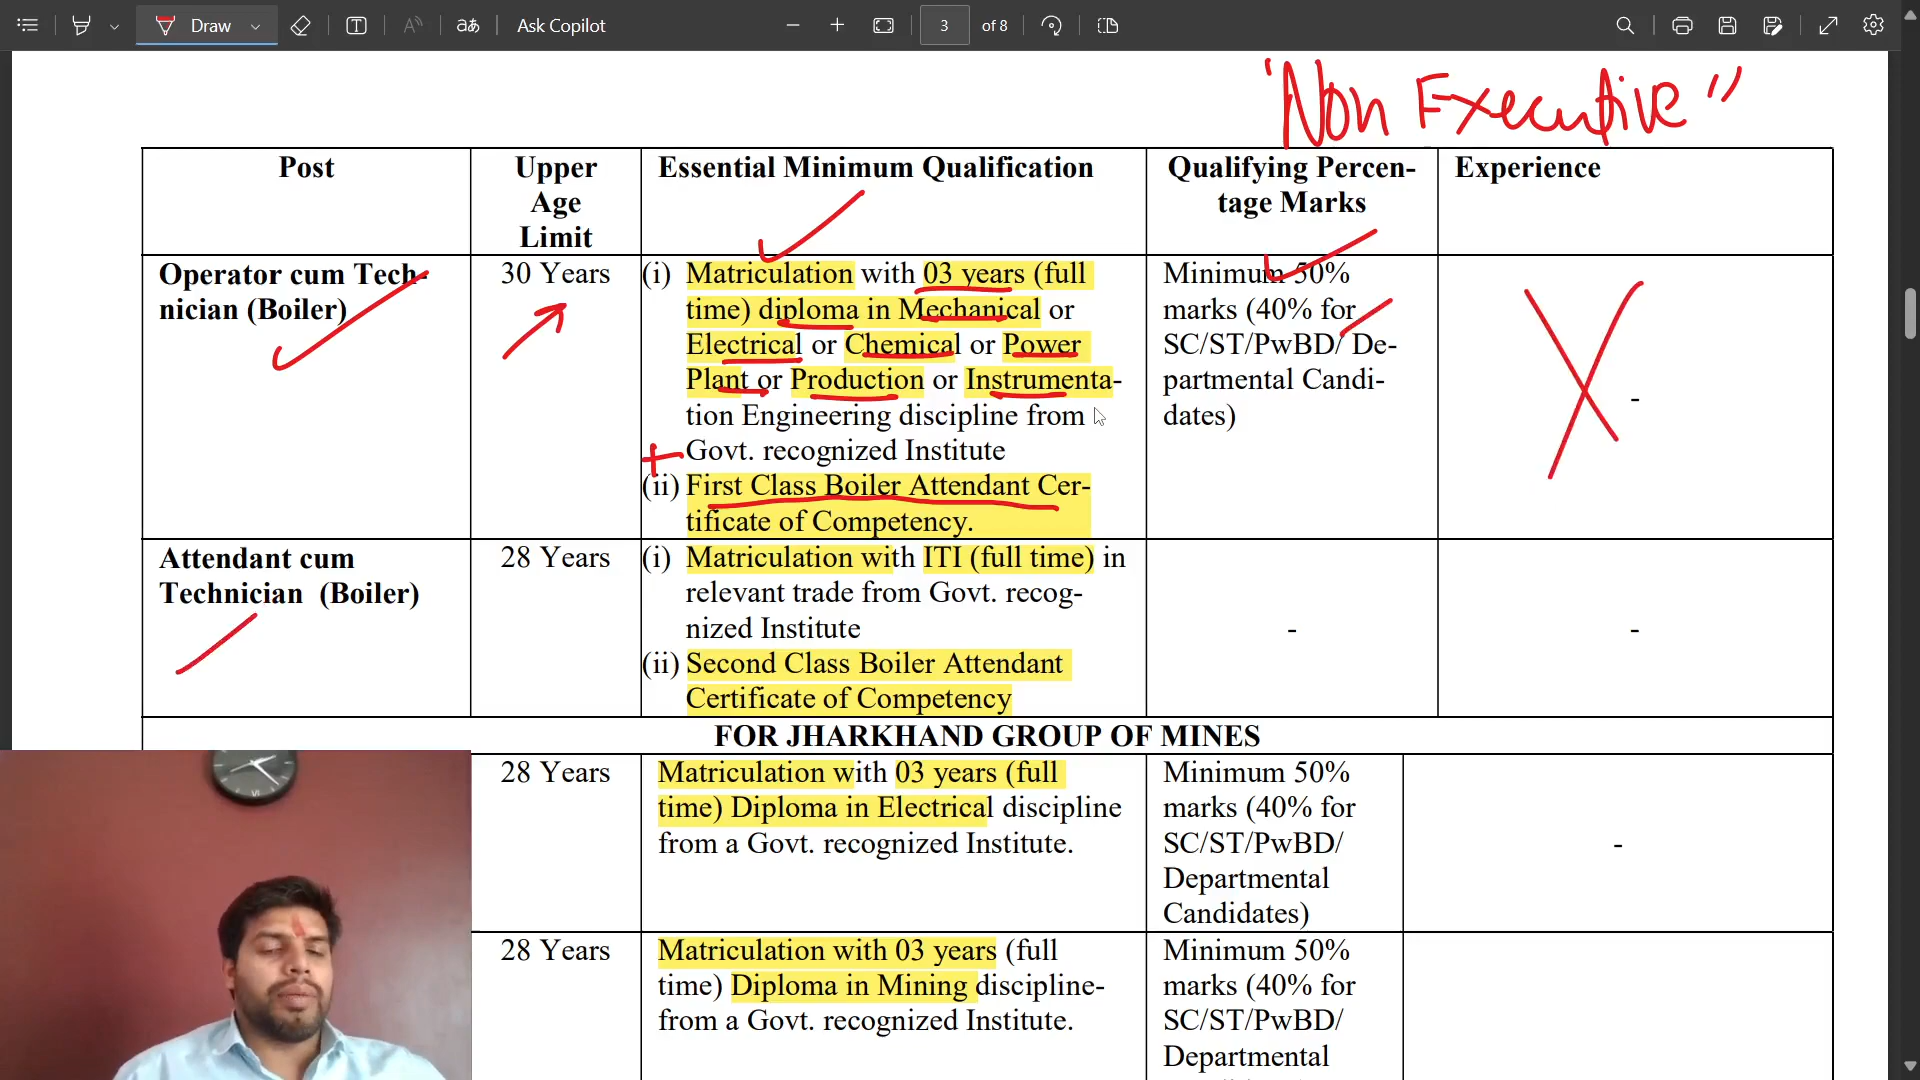 Draw
Ask Copilot
3 of 8
"Non Executive"
Post
Upper
Age
Limit
Essential Minimum Qualification
Qualifying Percen-
tage Marks
Experience
Operator cum Tech-
nician (Boiler)
30 Years
(i) Matriculation with 03 years (full
time) diploma in Mechanical or
Electrical or Chemical or Power
Plant or Production or Instrumenta-
tion Engineering discipline from
Govt. recognized Institute
+
(ii) First Class Boiler Attendant Cer-
tificate of Competency.
Minimum 50%
marks (40% for
SC/ST/PwBD/ De-
partmental Candi-
dates)
-
Attendant cum
Technician (Boiler)
28 Years
(i) Matriculation with ITI (full time) in
relevant trade from Govt. recog-
nized Institute
(ii) Second Class Boiler Attendant
Certificate of Competency
-
-
FOR JHARKHAND GROUP OF MINES
28 Years
Matriculation with 03 years (full
time) Diploma in Electrical discipline
from a Govt. recognized Institute.
Minimum 50%
marks (40% for
SC/ST/PwBD/
Departmental
Candidates)
-
28 Years
Matriculation with 03 years (full
time) Diploma in Mining discipline-
from a Govt. recognized Institute.
Minimum 50%
marks (40% for
SC/ST/PwBD/
Departmental